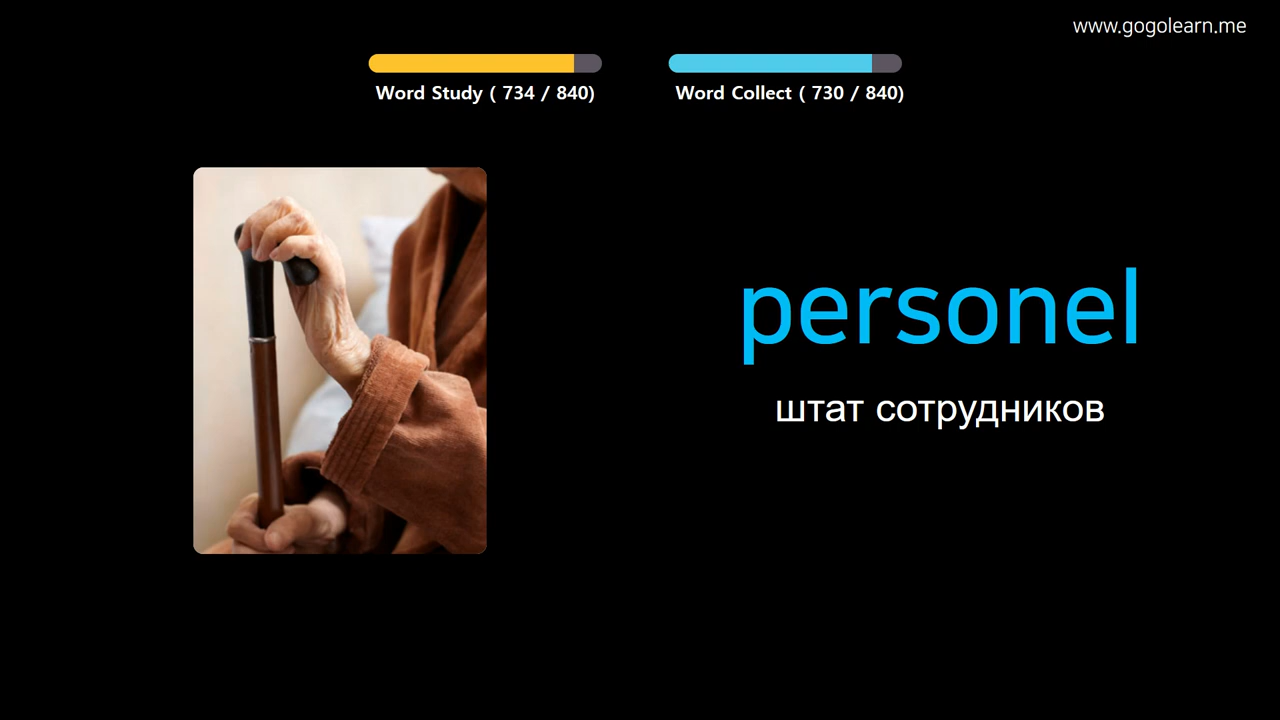 www.gogolearn.me
Word Study ( 734 / 840)
Word Collect ( 730 / 840)
personel
штат сотрудников